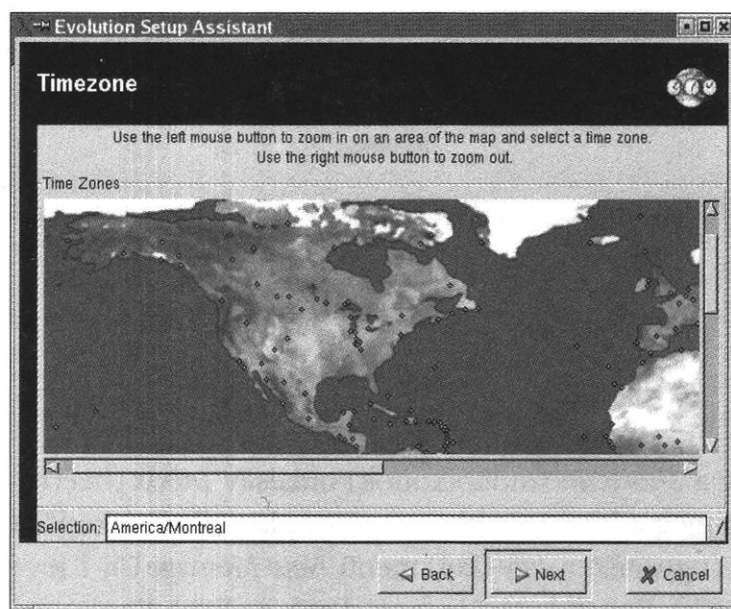 Evolution Setup Assistant
Timezone
Use the left mouse button to zoom in on an area of the map and select a time zone.
Use the right mouse button to zoom out.
Time Zones
Selection: America/Montreal
Back
Next
Cancel